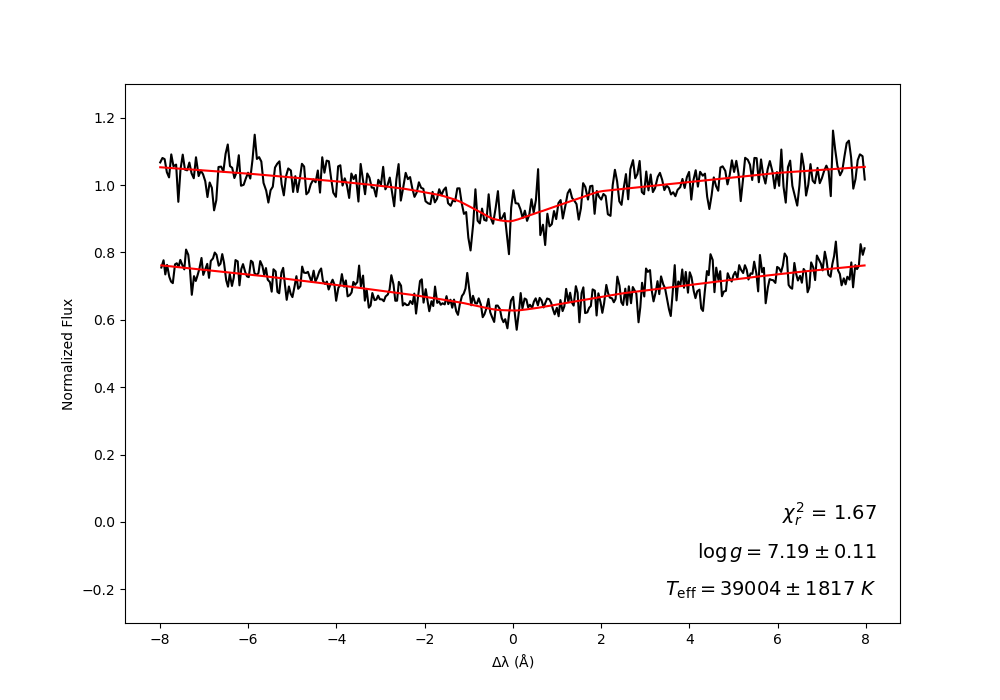 1.2
1.0
0.8
0.6
0.4
0.2
0.0
−0.2
Normalized Flux
χ²ᵣ = 1.67
log g = 7.19 ± 0.11
T_eff = 39004 ± 1817 K
−8 −6 −4 −2 0 2 4 6 8
Δλ (Å)